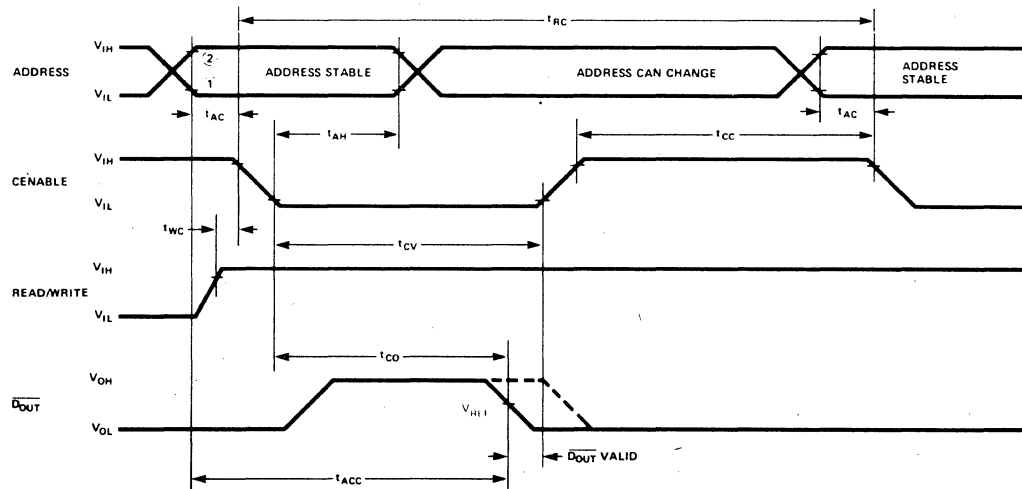 tRC
VIH
ADDRESS
VIL
2
1
ADDRESS STABLE
ADDRESS CAN CHANGE
ADDRESS
STABLE
tAC
tAH
tCC
tAC
VIH
CENABLE
VIL
tWC
tCV
VIH
READ/WRITE
VIL
tCO
VOH
DOUT
VOL
VREF
DOUT VALID
tACC